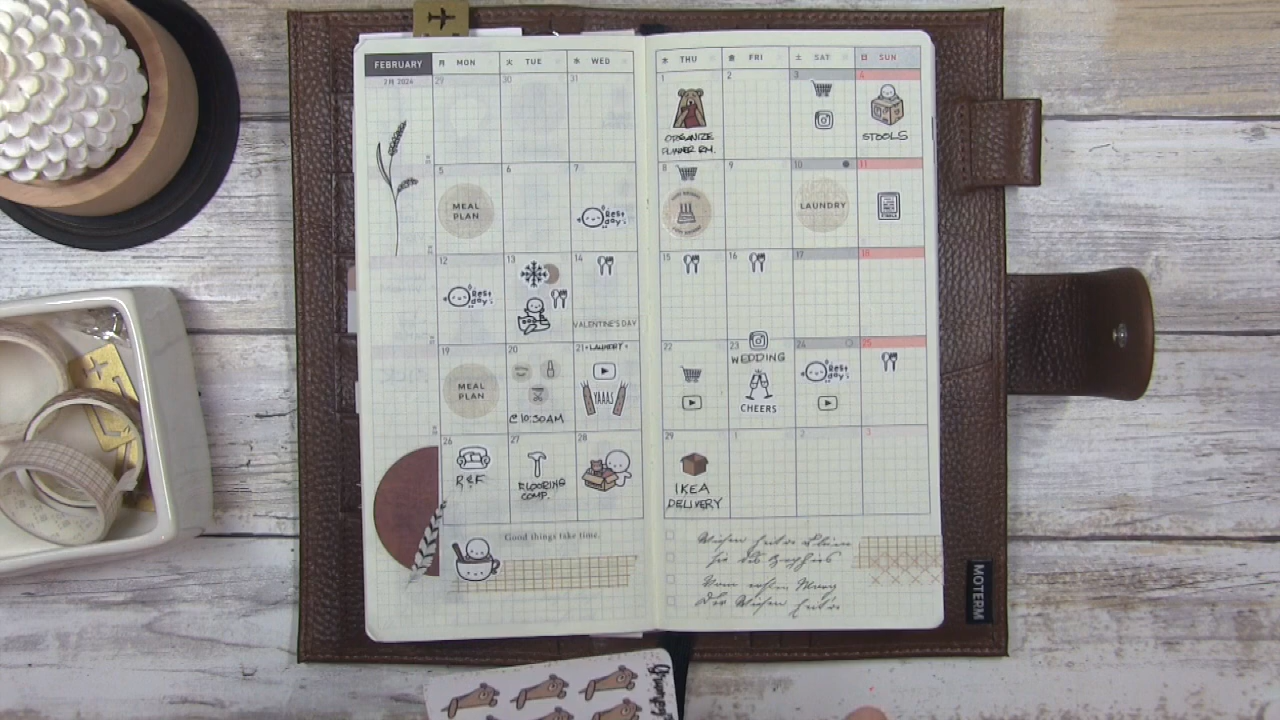 FEBRUARY
2月 2024
月 MON
火 TUE
水 WED
木 THU
金 FRI
土 SAT
日 SUN
29
30
31
1
2
3
4
ORGANIZE
PLANNER RM.
STOOLS
5
6
7
8
9
10
11
MEAL
PLAN
Rest
day
LAUNDRY
12
13
14
15
16
17
18
Rest
day
VALENTINE'S DAY
19
20
21
22
23
24
25
LAUNDRY
MEAL
PLAN
@ 10:30AM
YAAAS
WEDDING
CHEERS
Rest
day
26
27
28
29
1
2
3
R&F
FLOORING
COMP.
IKEA
DELIVERY
Good things take time.
MOTERM
Grumpy